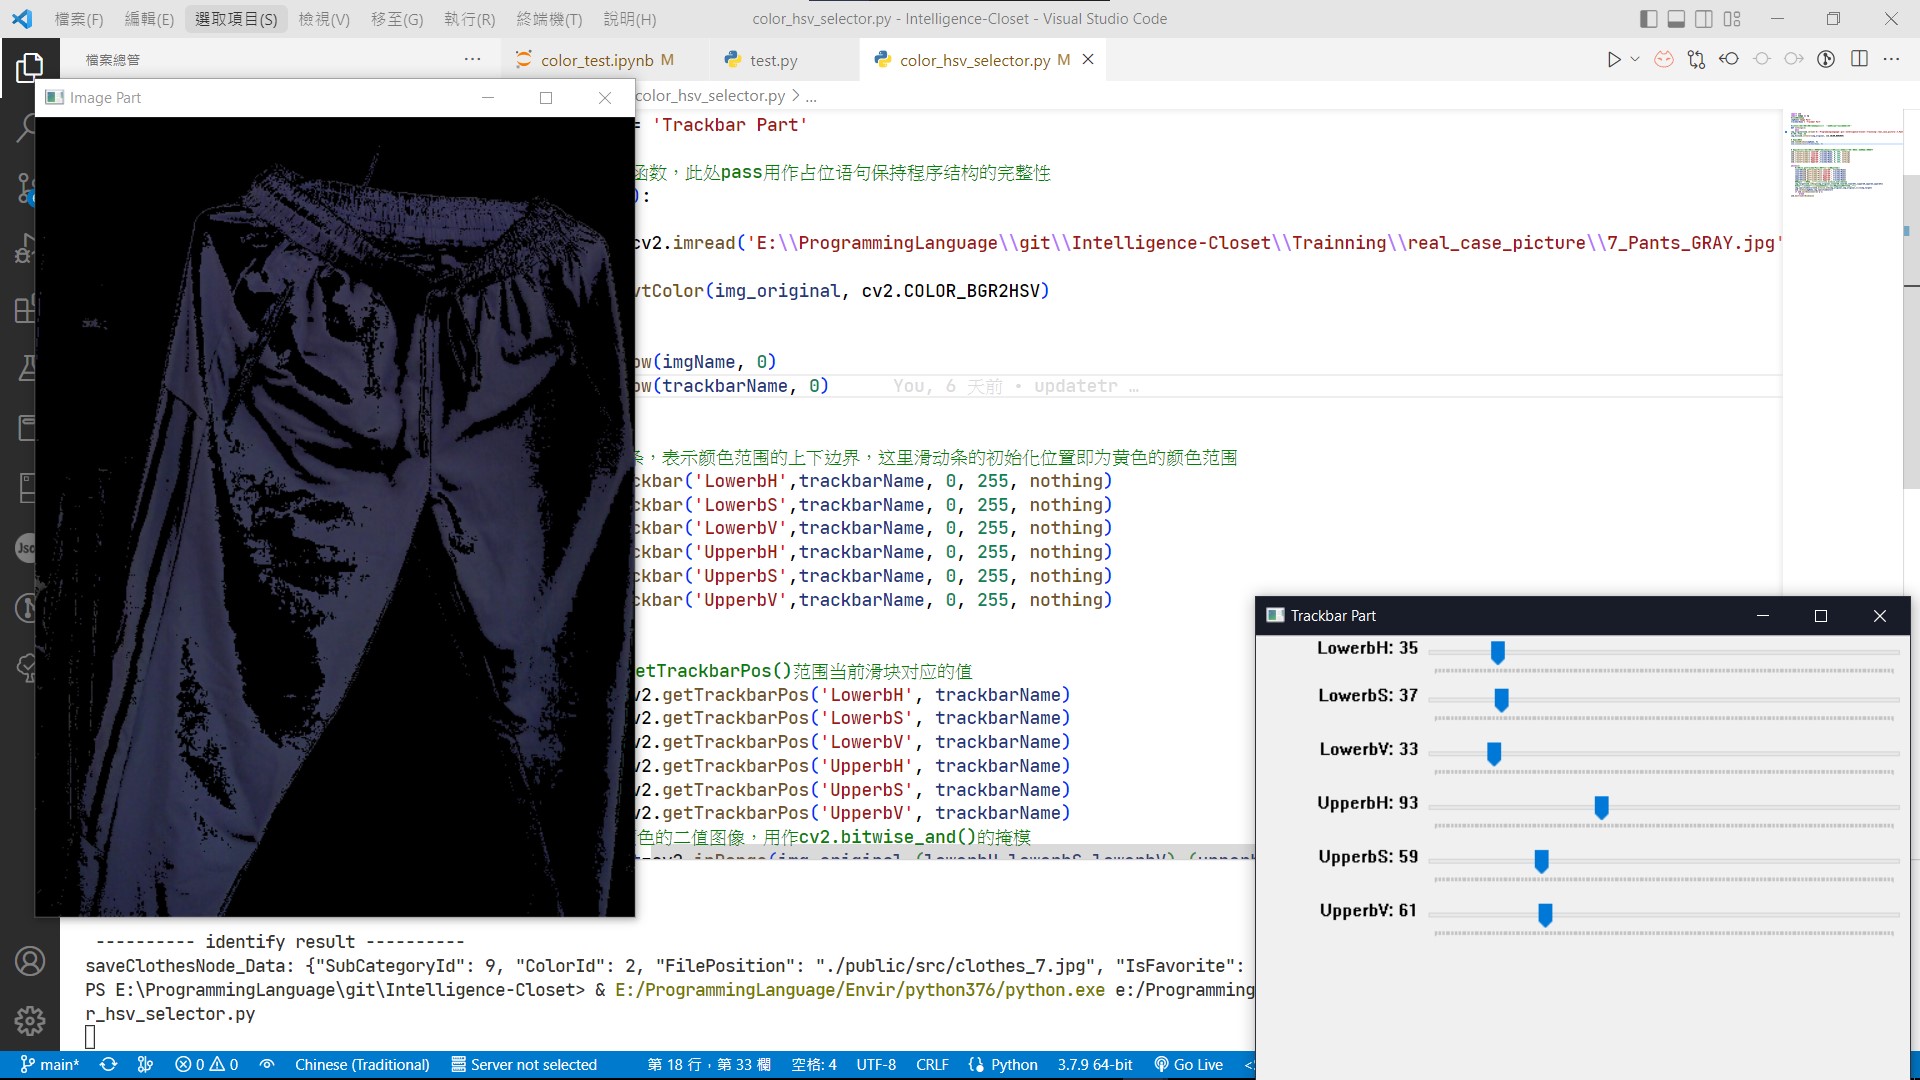 檔案(F) 編輯(E) 選取項目(S) 檢視(V) 移至(G) 執行(R) 終端機(T) 說明(H) color_hsv_selector.py - Intelligence-Closet - Visual Studio Code
檔案總管 ... color_test.ipynb M test.py color_hsv_selector.py M
Image Part
color_hsv_selector.py > ...
= 'Trackbar Part'
函数，此处pass用作占位语句保持程序结构的完整性
):
cv2.imread('E:\\ProgrammingLanguage\\git\\Intelligence-Closet\\Trainning\\real_case_picture\\7_Pants_GRAY.jpg'
vtColor(img_original, cv2.COLOR_BGR2HSV)
ow(imgName, 0)
ow(trackbarName, 0) You, 6 天前 • updatetr …
条，表示颜色范围的上下边界，这里滑动条的初始化位置即为黄色的颜色范围
ckbar('LowerbH',trackbarName, 0, 255, nothing)
ckbar('LowerbS',trackbarName, 0, 255, nothing)
ckbar('LowerbV',trackbarName, 0, 255, nothing)
ckbar('UpperbH',trackbarName, 0, 255, nothing)
ckbar('UpperbS',trackbarName, 0, 255, nothing)
ckbar('UpperbV',trackbarName, 0, 255, nothing)
etTrackbarPos()范围当前滑块对应的值
v2.getTrackbarPos('LowerbH', trackbarName)
v2.getTrackbarPos('LowerbS', trackbarName)
v2.getTrackbarPos('LowerbV', trackbarName)
v2.getTrackbarPos('UpperbH', trackbarName)
v2.getTrackbarPos('UpperbS', trackbarName)
v2.getTrackbarPos('UpperbV', trackbarName)
色的二值图像，用作cv2.bitwise_and()的掩模
Trackbar Part
LowerbH: 35
LowerbS: 37
LowerbV: 33
UpperbH: 93
UpperbS: 59
UpperbV: 61
---------- identify result ----------
saveClothesNode_Data: {"SubCategoryId": 9, "ColorId": 2, "FilePosition": "./public/src/clothes_7.jpg", "IsFavorite":
PS E:\ProgrammingLanguage\git\Intelligence-Closet> & E:/ProgrammingLanguage/Envir/python376/python.exe e:/Programming
r_hsv_selector.py
main* 0 0 Chinese (Traditional) Server not selected 第 18 行，第 33 欄 空格: 4 UTF-8 CRLF Python 3.7.9 64-bit Go Live